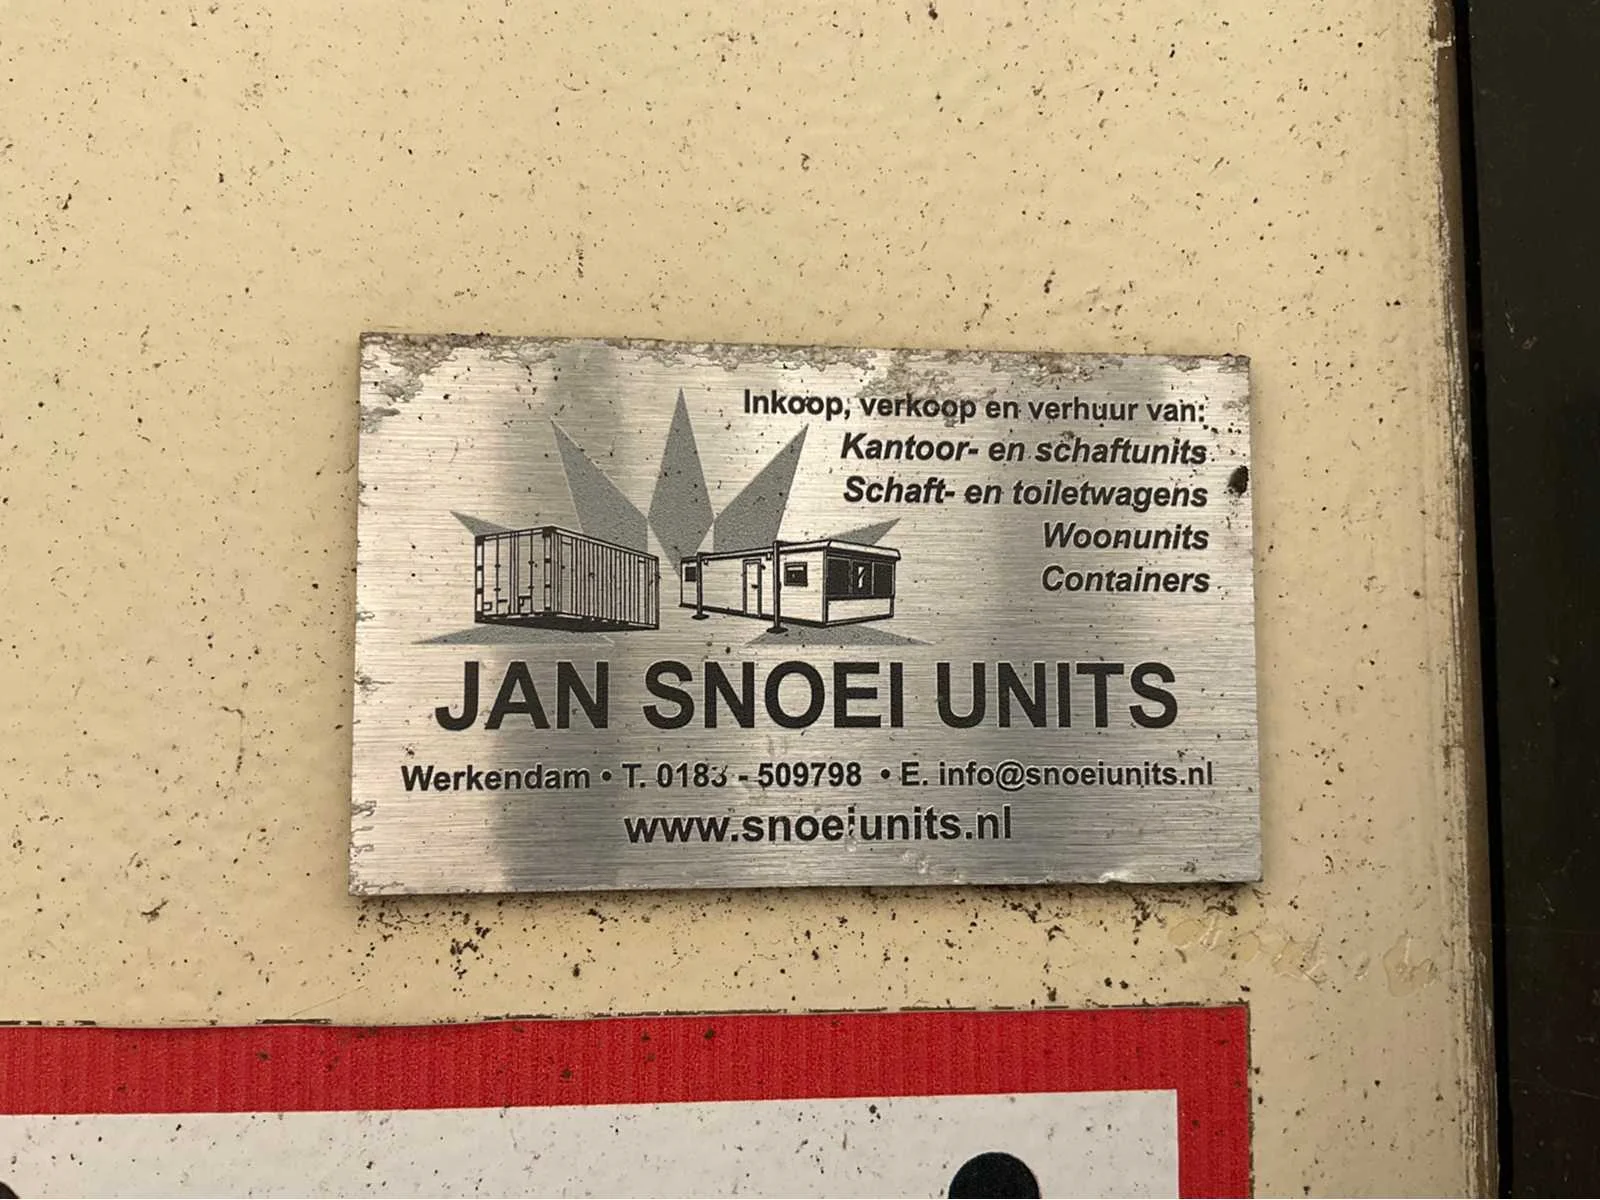 Inkoop, verkoop en verhuur van:
Kantoor- en schaftunits
Schaft- en toiletwagens
Woonunits
Containers
JAN SNOEI UNITS
Werkendam • T. 0183 - 509798 • E. info@snoeiunits.nl
www.snoeiunits.nl